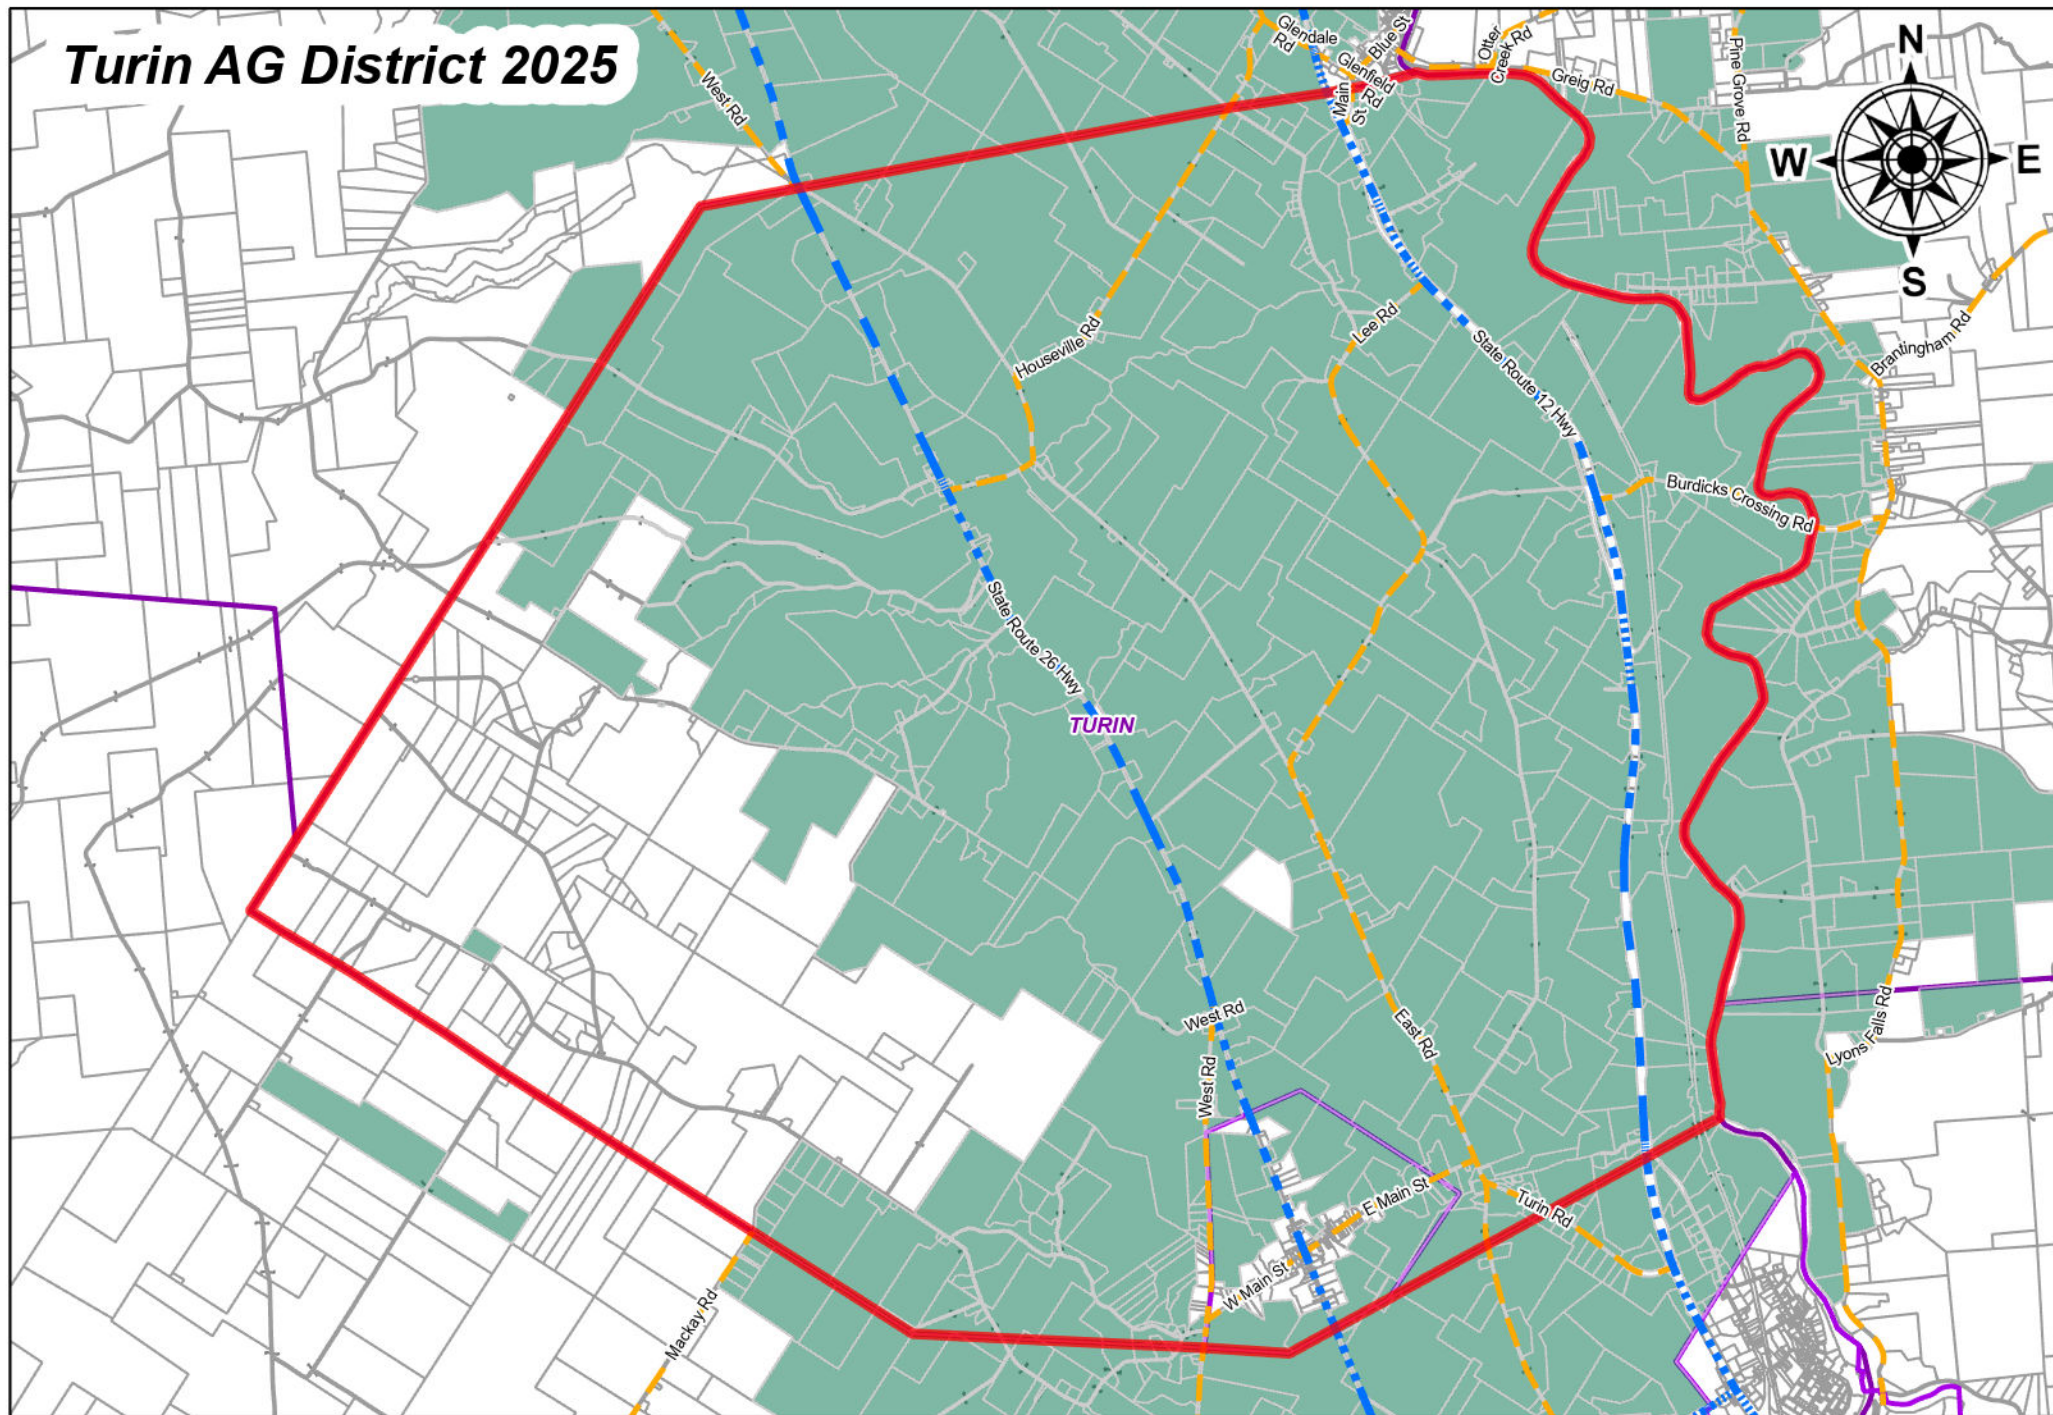 Turin AG District 2025
N
W
E
S
Glendale
Rd
Blue St
Otter
Creek Rd
Glenfield
Rd
Main
St
Greig Rd
Pine Grove Rd
West Rd
Houseville Rd
Lee Rd
State Route 12 Hwy
Brantingham Rd
Burdicks Crossing Rd
State Route 26 Hwy
TURIN
West Rd
West Rd
East Rd
Lyons Falls Rd
E Main St
Turin Rd
W Main St
Mackay Rd